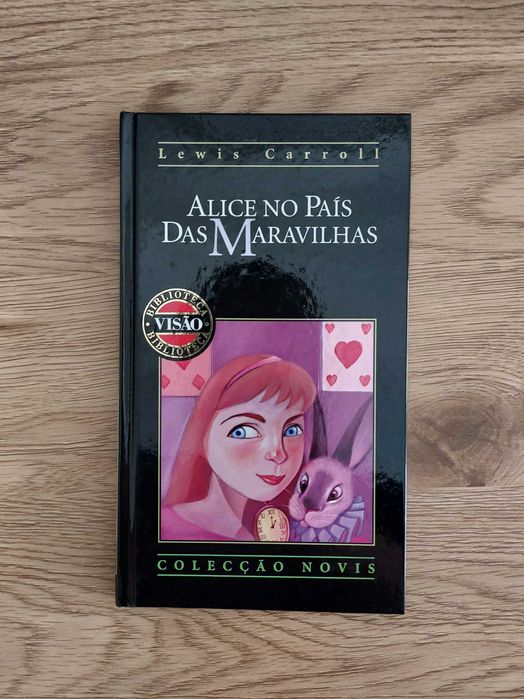 Lewis Carroll
ALICE NO PAÍS
DAS MARAVILHAS
BIBLIOTECA
VISÃO
BIBLIOTECA
COLECÇÃO NOVIS